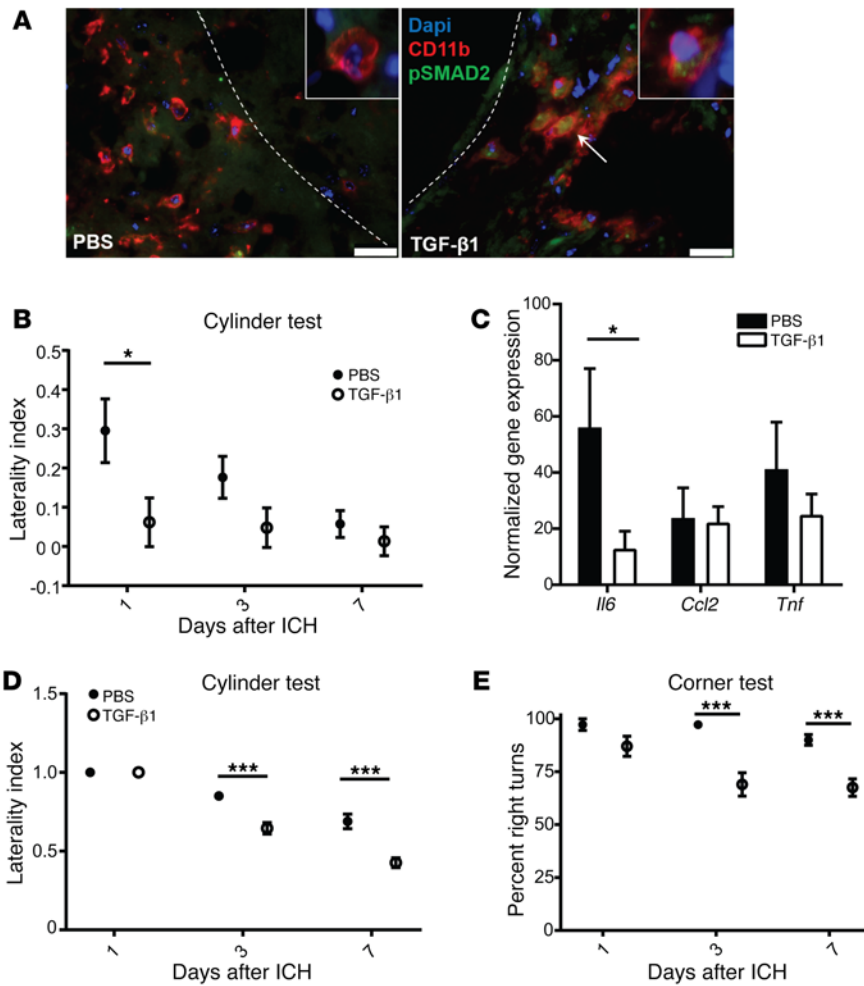 A
Dapi
CD11b
pSMAD2
PBS
TGF-β1
B
Cylinder test
*
PBS
TGF-β1
Laterality index
0.5
0.4
0.3
0.2
0.1
0.0
-0.1
1
3
7
Days after ICH
C
PBS
TGF-β1
*
Normalized gene expression
100
80
60
40
20
0
Il6
Ccl2
Tnf
D
Cylinder test
PBS
TGF-β1
*** ***
Laterality index
1.5
1.0
0.5
0
1
3
7
Days after ICH
E
Corner test
*** ***
Percent right turns
100
75
50
25
0
1
3
7
Days after ICH